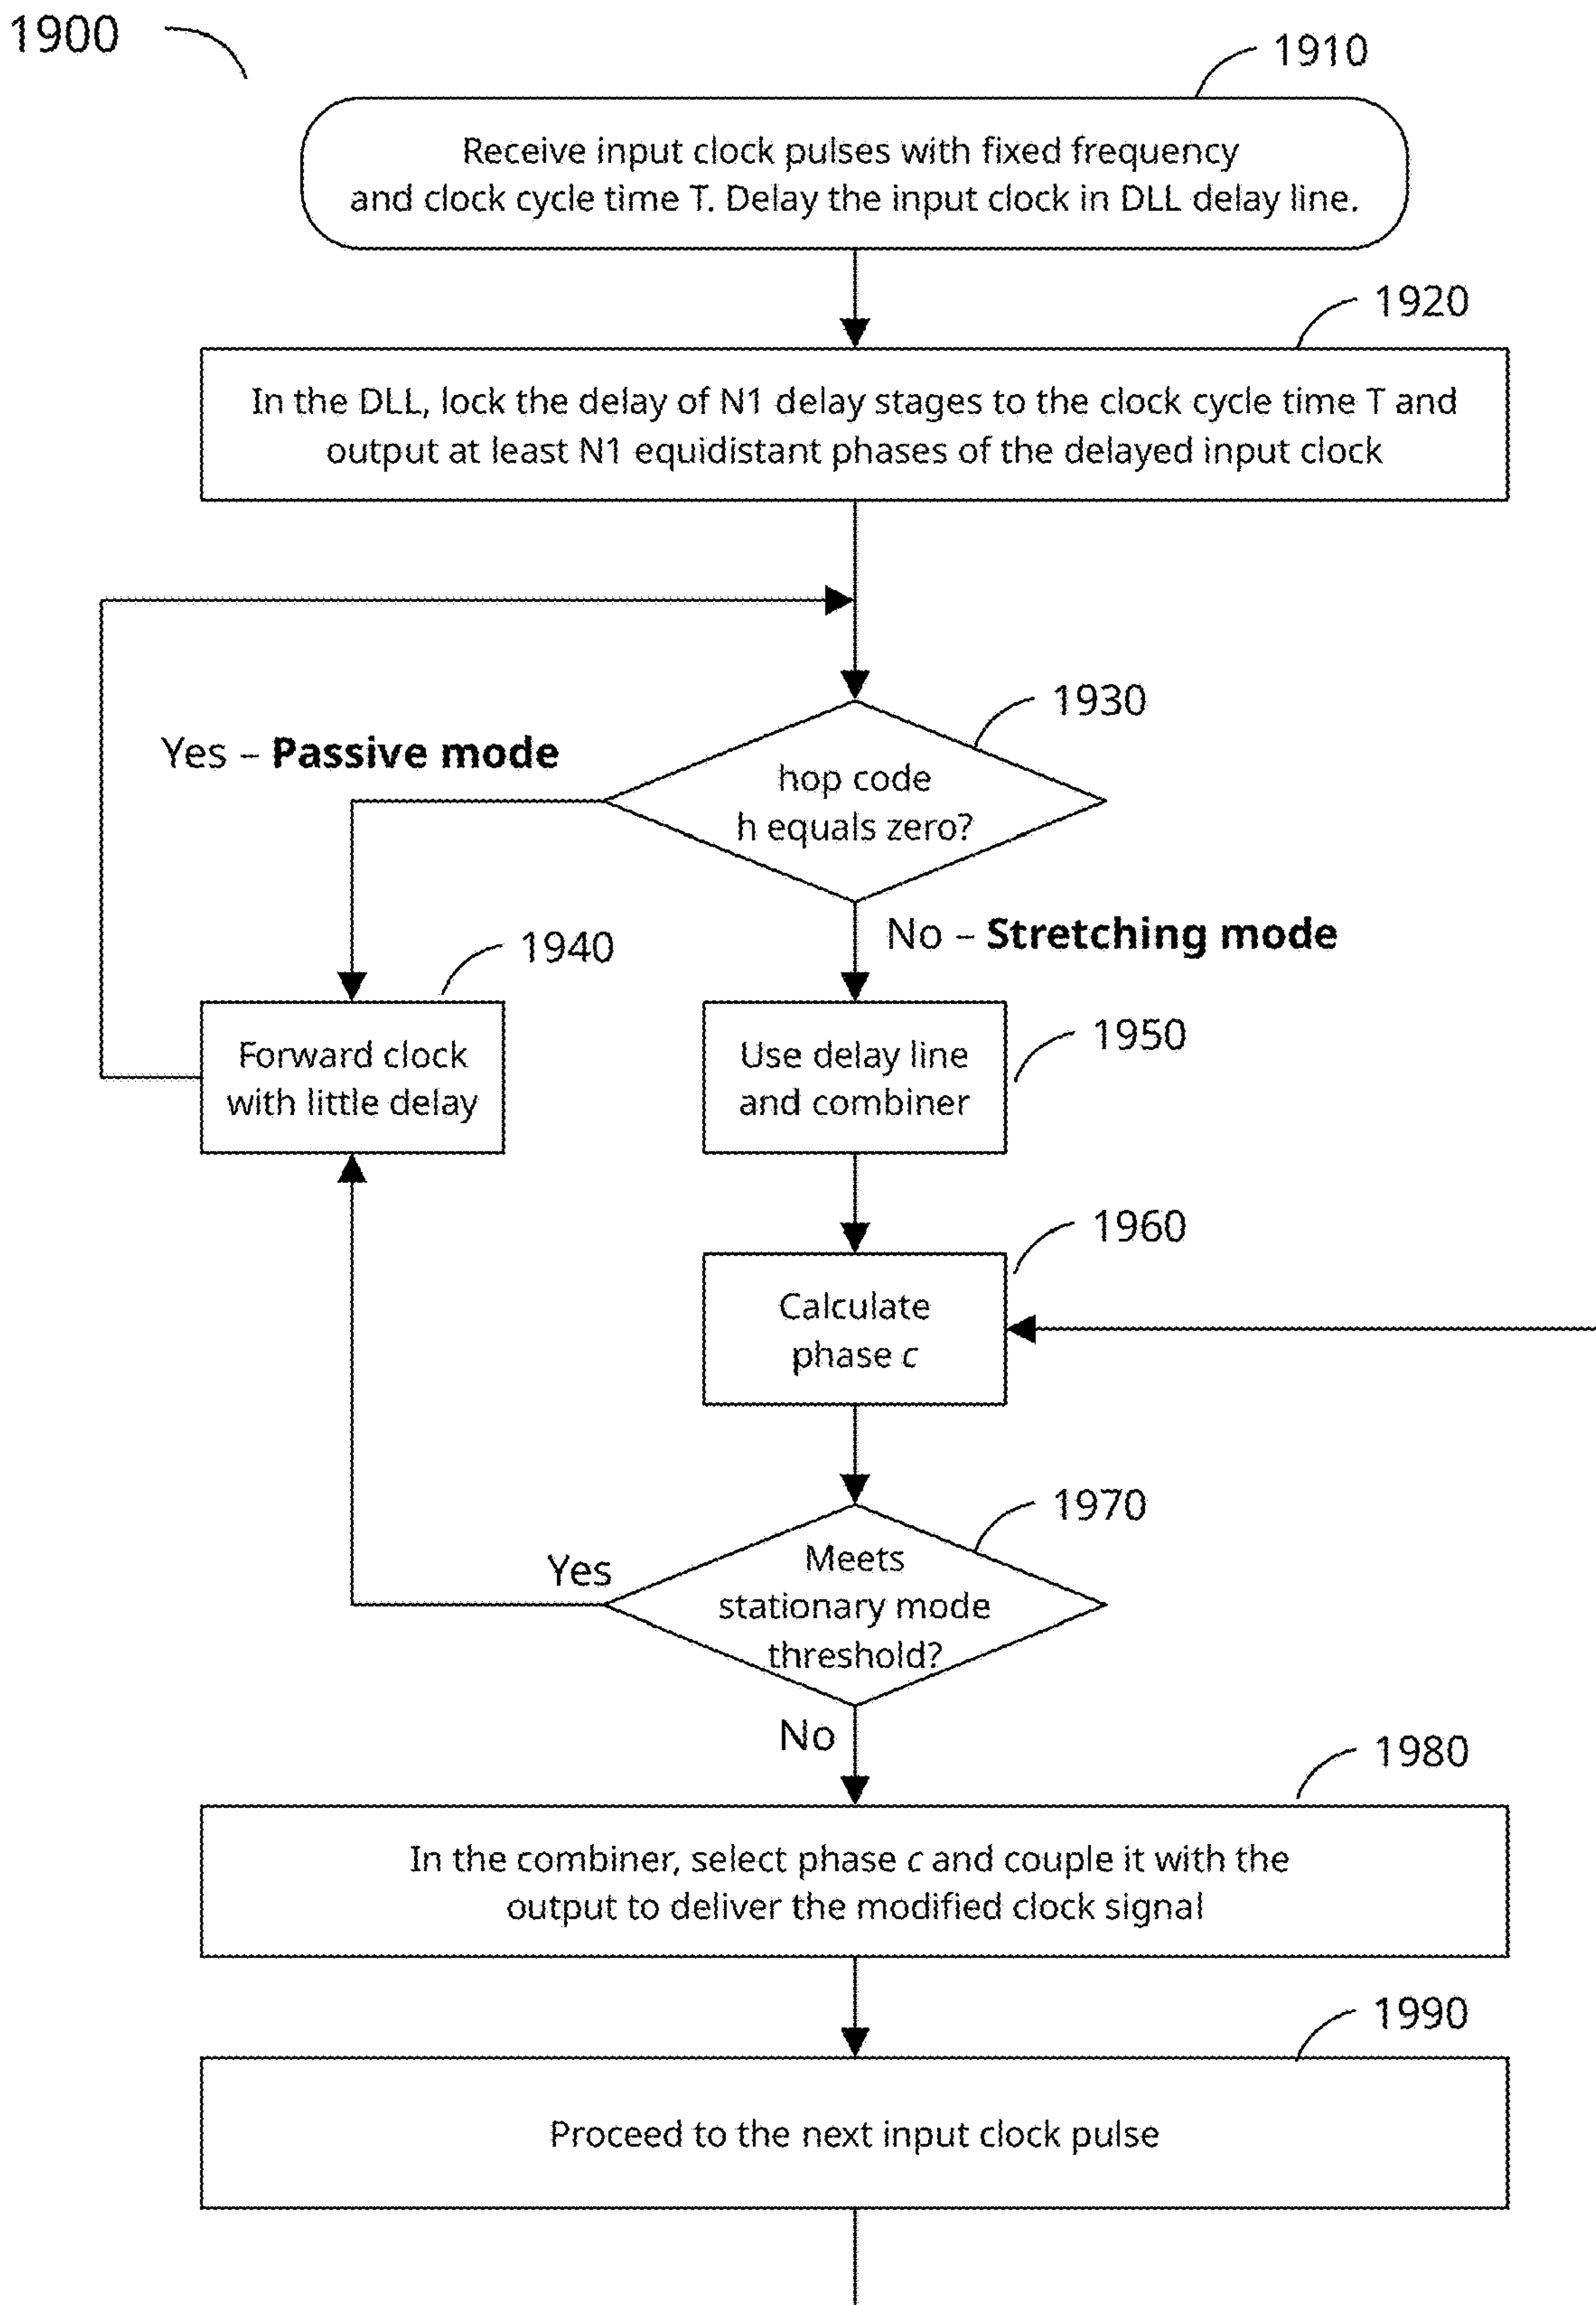 1900
1910
Receive input clock pulses with fixed frequency
and clock cycle time T. Delay the input clock in DLL delay line.
1920
In the DLL, lock the delay of N1 delay stages to the clock cycle time T and
output at least N1 equidistant phases of the delayed input clock
1930
Yes – Passive mode
hop code
h equals zero?
No – Stretching mode
1940
Forward clock
with little delay
1950
Use delay line
and combiner
1960
Calculate
phase c
1970
Yes
Meets
stationary mode
threshold?
No
1980
In the combiner, select phase c and couple it with the
output to deliver the modified clock signal
1990
Proceed to the next input clock pulse